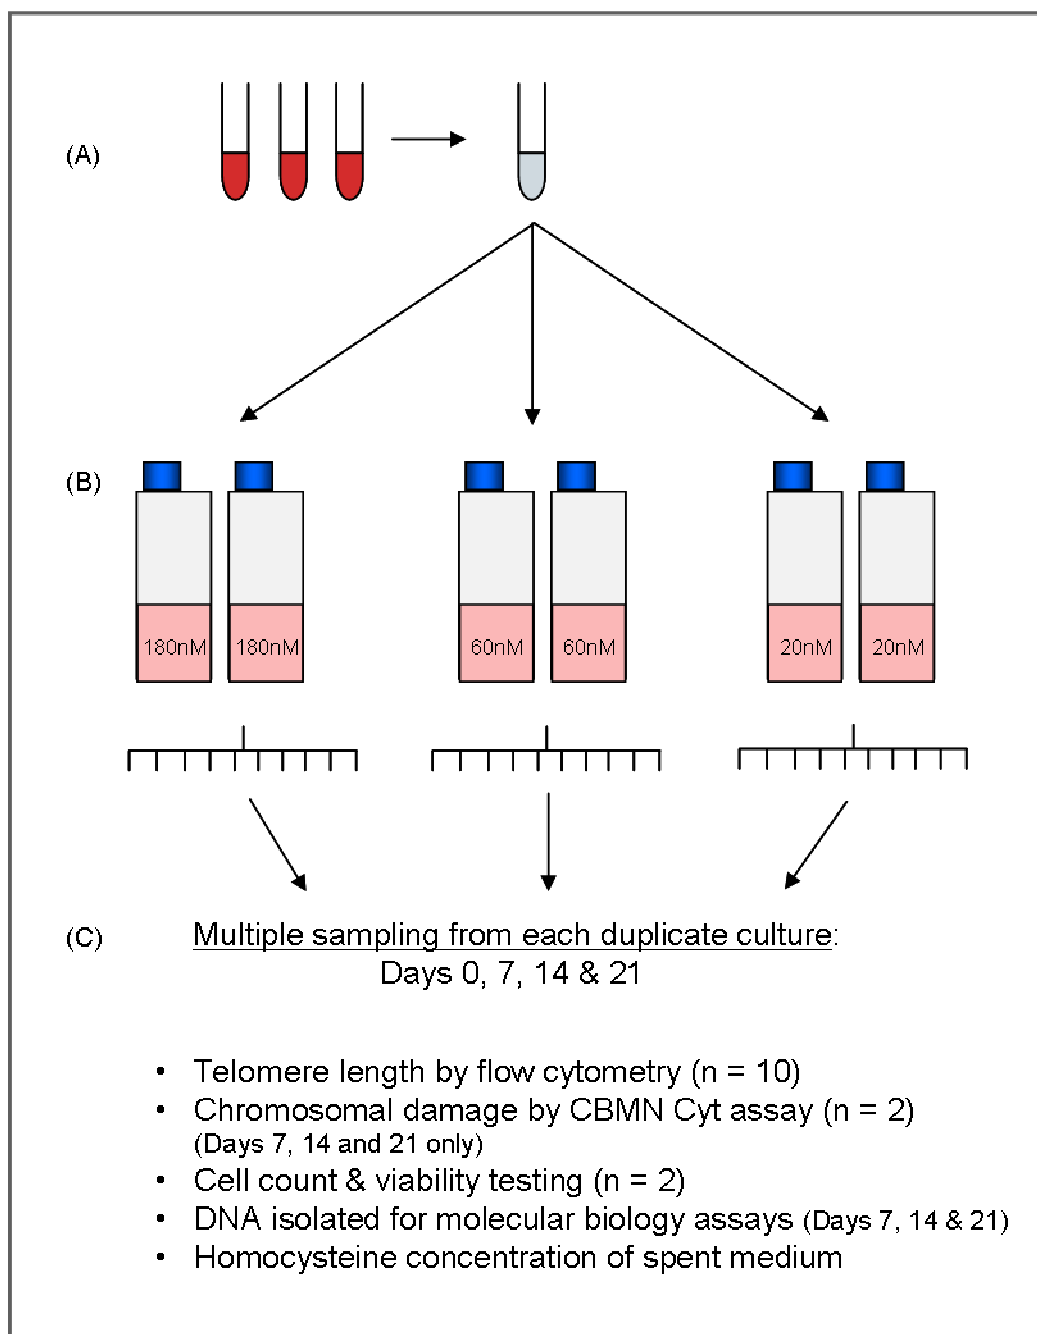 (A)
(B)
180nM 180nM 60nM 60nM 20nM 20nM
(C) Multiple sampling from each duplicate culture:
Days 0, 7, 14 & 21
• Telomere length by flow cytometry (n = 10)
• Chromosomal damage by CBMN Cyt assay (n = 2)
(Days 7, 14 and 21 only)
• Cell count & viability testing (n = 2)
• DNA isolated for molecular biology assays (Days 7, 14 & 21)
• Homocysteine concentration of spent medium